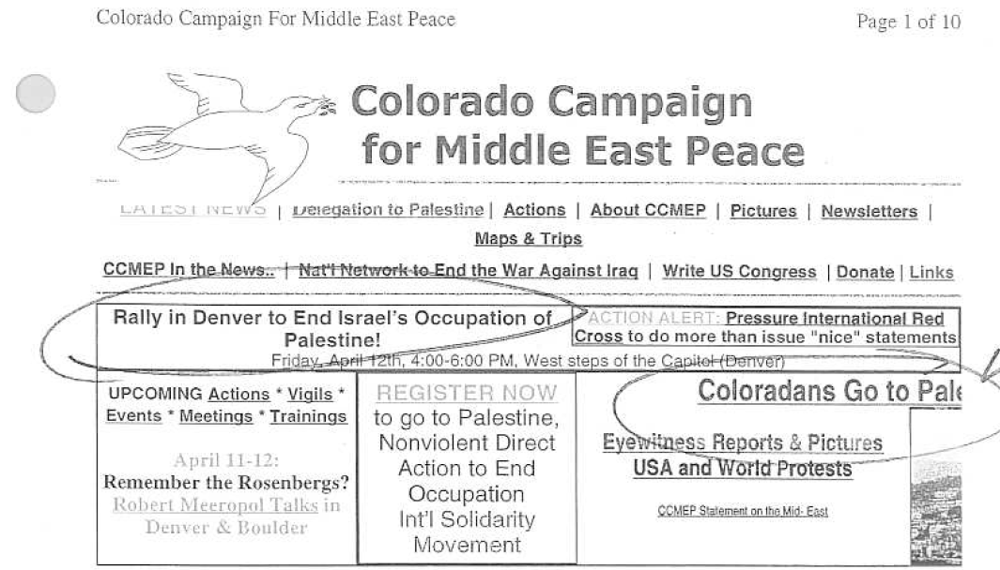 Colorado Campaign For Middle East Peace
Page 1 of 10
Colorado Campaign
for Middle East Peace
LATEST NEWS | Delegation to Palestine | Actions | About CCMEP | Pictures | Newsletters |
Maps & Trips
CCMEP In the News.. | Nat'l Network to End the War Against Iraq | Write US Congress | Donate | Links
Rally in Denver to End Israel's Occupation of
Palestine!
Friday, April 12th, 4:00-6:00 PM, West steps of the Capitol (Denver)
ACTION ALERT: Pressure International Red
Cross to do more than issue "nice" statements
UPCOMING Actions * Vigils *
Events * Meetings * Trainings
April 11-12:
Remember the Rosenbergs?
Robert Meeropol Talks in
Denver & Boulder
REGISTER NOW
to go to Palestine,
Nonviolent Direct
Action to End
Occupation
Int'l Solidarity
Movement
Coloradans Go to Pale
Eyewitness Reports & Pictures
USA and World Protests
CCMEP Statement on the Mid- East